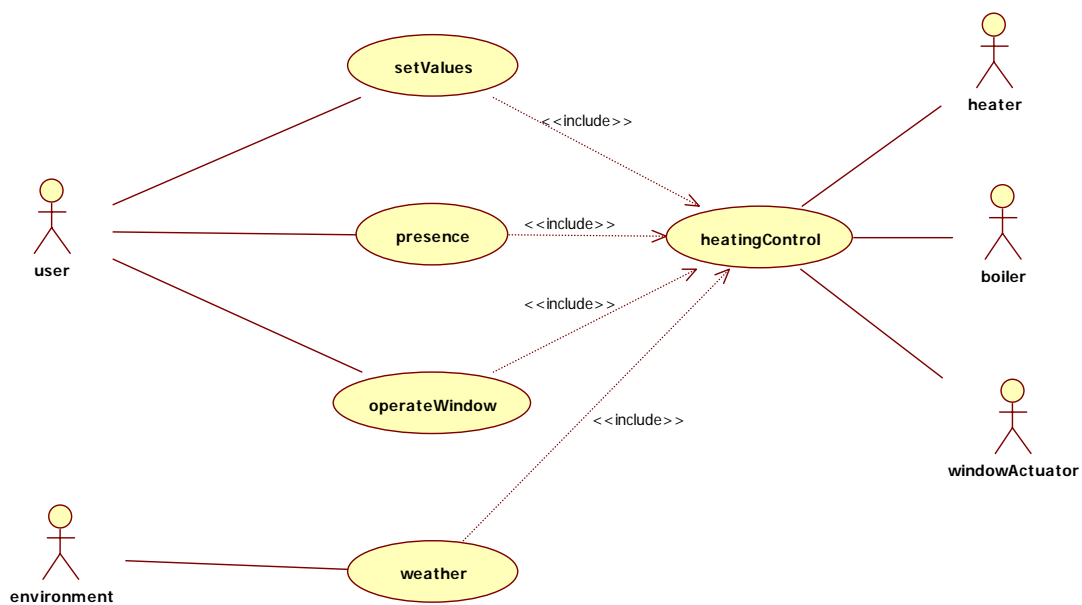 setValues
heater
<<include>>
user
presence
<<include>>
heatingControl
boiler
<<include>>
operateWindow
<<include>>
windowActuator
environment
weather